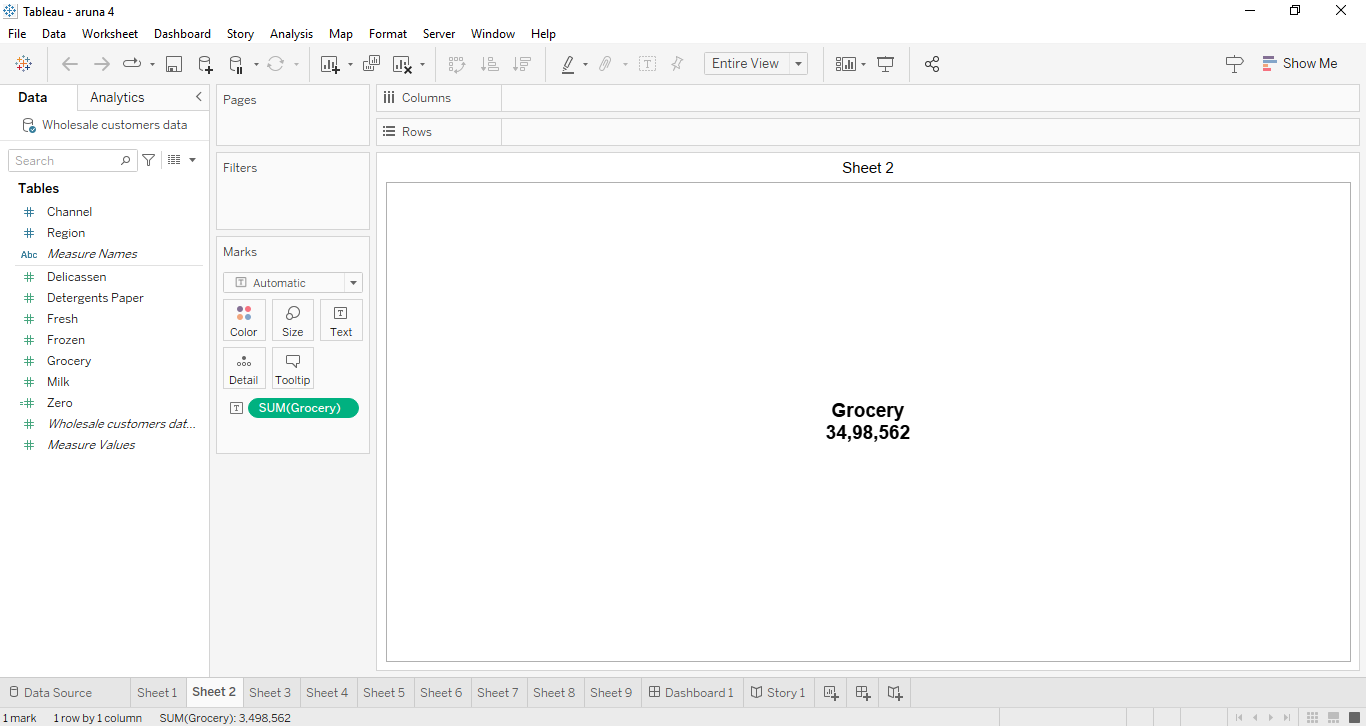 Tableau - aruna 4
File Data Worksheet Dashboard Story Analysis Map Format Server Window Help
Entire View
Show Me
Data Analytics
Wholesale customers data
Search
Tables
Channel
Region
Abc Measure Names
Delicassen
Detergents Paper
Fresh
Frozen
Grocery
Milk
Zero
Wholesale customers dat...
Measure Values
Pages
Filters
Marks
T Automatic
Color Size T Text
Detail Tooltip
T SUM(Grocery)
Columns
Rows
Sheet 2
Grocery
34,98,562
Data Source Sheet 1 Sheet 2 Sheet 3 Sheet 4 Sheet 5 Sheet 6 Sheet 7 Sheet 8 Sheet 9 Dashboard 1 Story 1
1 mark 1 row by 1 column SUM(Grocery): 3,498,562